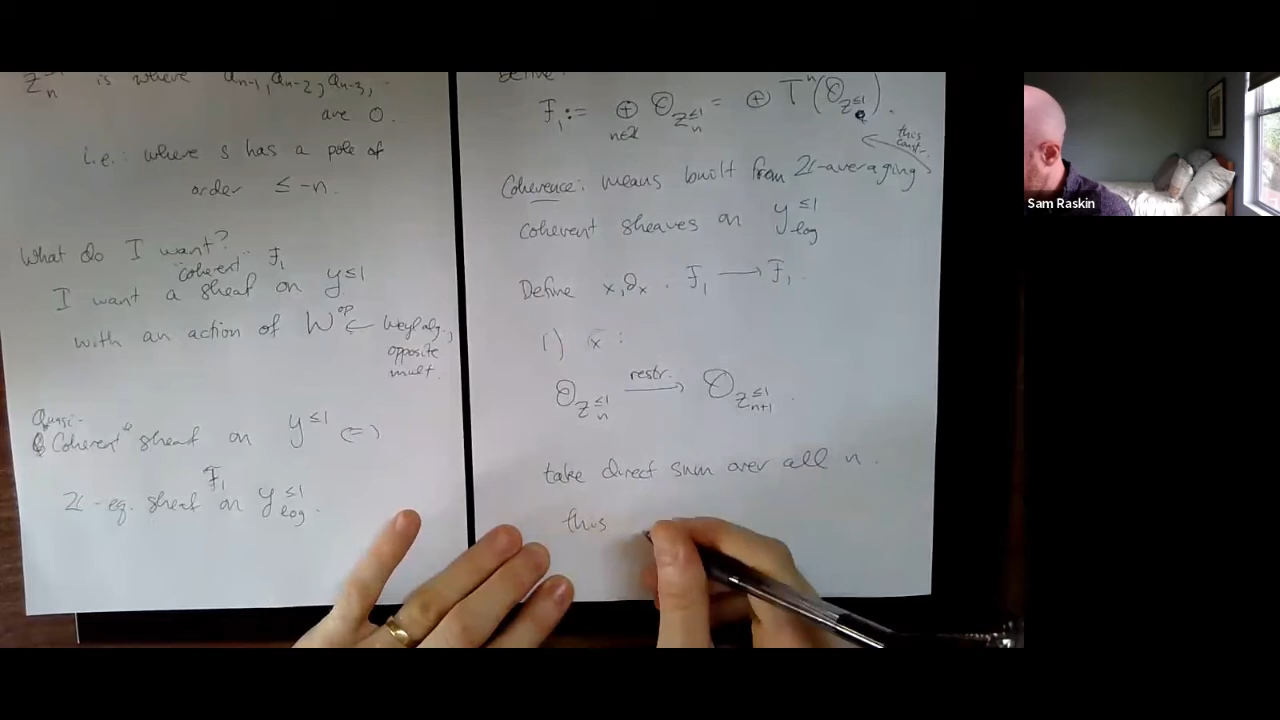 Z_n is where a_{n-1}, a_{n-2}, a_{n-3}, ...
are 0.
i.e.: where s has a pole of
order ≤ -n.
What do I want?
"coherent" F_1
I want a sheaf on y^{≤1}
with an action of W^{op} ← Weyl alg.,
opposite
mult.
Quasi-
Coherent sheaf on y^{≤1} (=)
F_1
Z-eq. sheaf on y^{≤1}_{log}.
Define:
F_1 := ⊕_{n∈Z} O_{Z_n^{≤1}} = ⊕ T^n(O_{Z^{≤1}}).
this
const.
Coherence: means built from Z-averaging
coherent sheaves on y^{≤1}_{log}
Define x, ∂_x : F_1 → F_1.
1) x :
O_{Z_n^{≤1}} →^{restr.} O_{Z_{n+1}^{≤1}}.
take direct sum over all n.
this
Sam Raskin